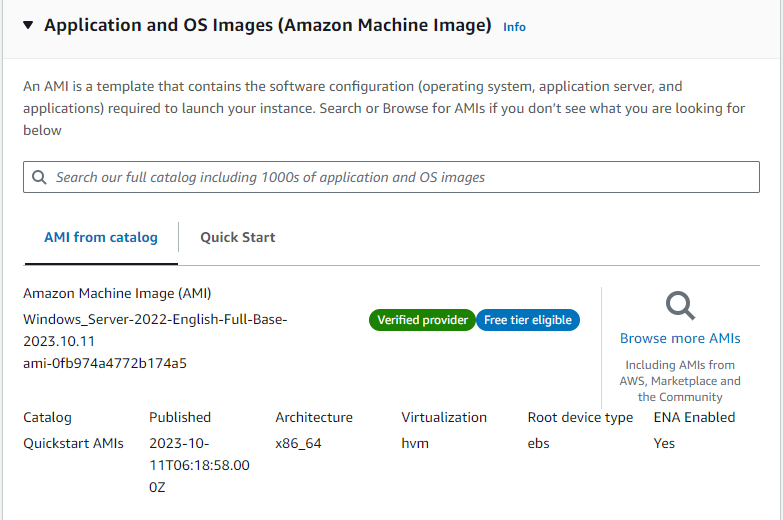 Application and OS Images (Amazon Machine Image) Info
An AMI is a template that contains the software configuration (operating system, application server, and
applications) required to launch your instance. Search or Browse for AMIs if you don’t see what you are looking for
below
Search our full catalog including 1000s of application and OS images
AMI from catalog
Quick Start
Amazon Machine Image (AMI)
Windows_Server-2022-English-Full-Base-
2023.10.11
ami-0fb974a4772b174a5
Verified provider
Free tier eligible
Browse more AMIs
Including AMIs from
AWS, Marketplace and
the Community
Catalog
Quickstart AMIs
Published
2023-10-
11T06:18:58.00
0Z
Architecture
x86_64
Virtualization
hvm
Root device type
ebs
ENA Enabled
Yes